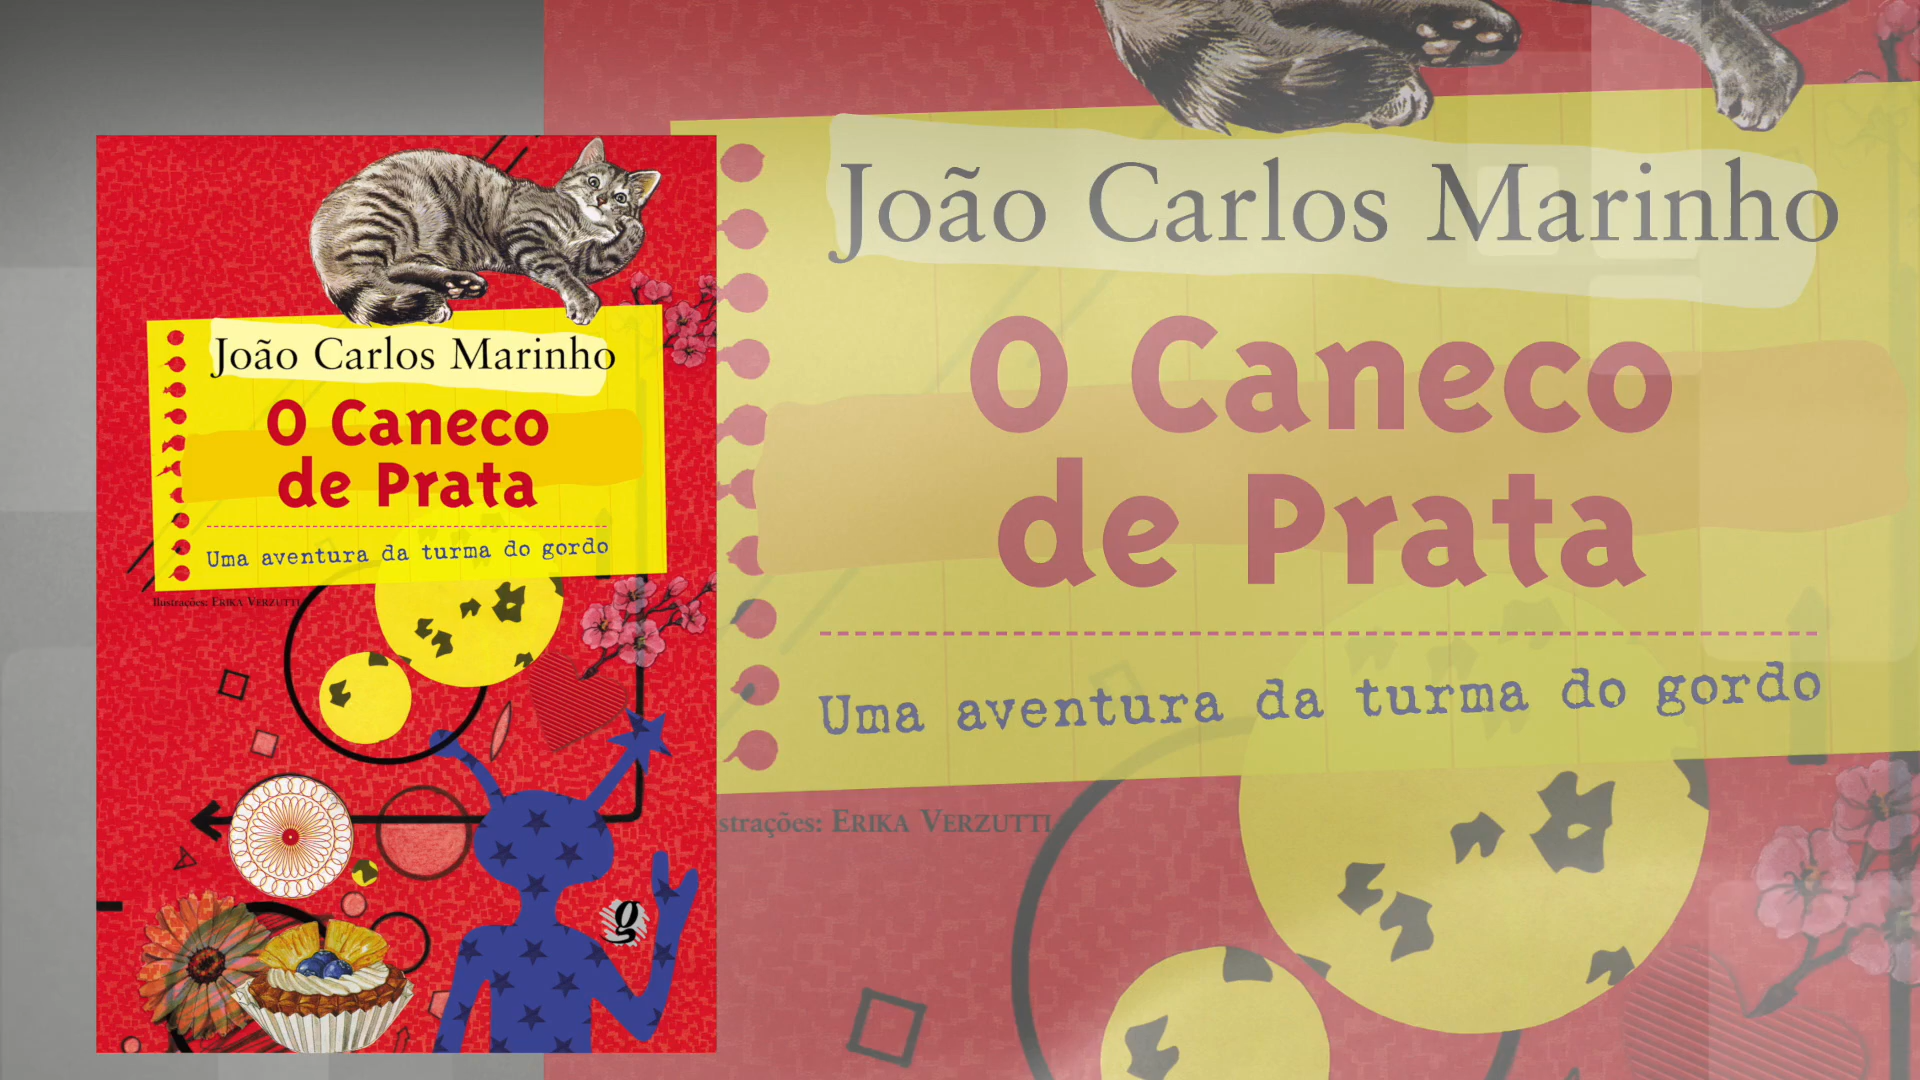 João Carlos Marinho
O Caneco
de Prata
Uma aventura da turma do gordo
Ilustrações: ERIKA VERZUTTI
g
João Carlos Marinho
O Caneco
de Prata
Uma aventura da turma do gordo
strações: ERIKA VERZUTTI